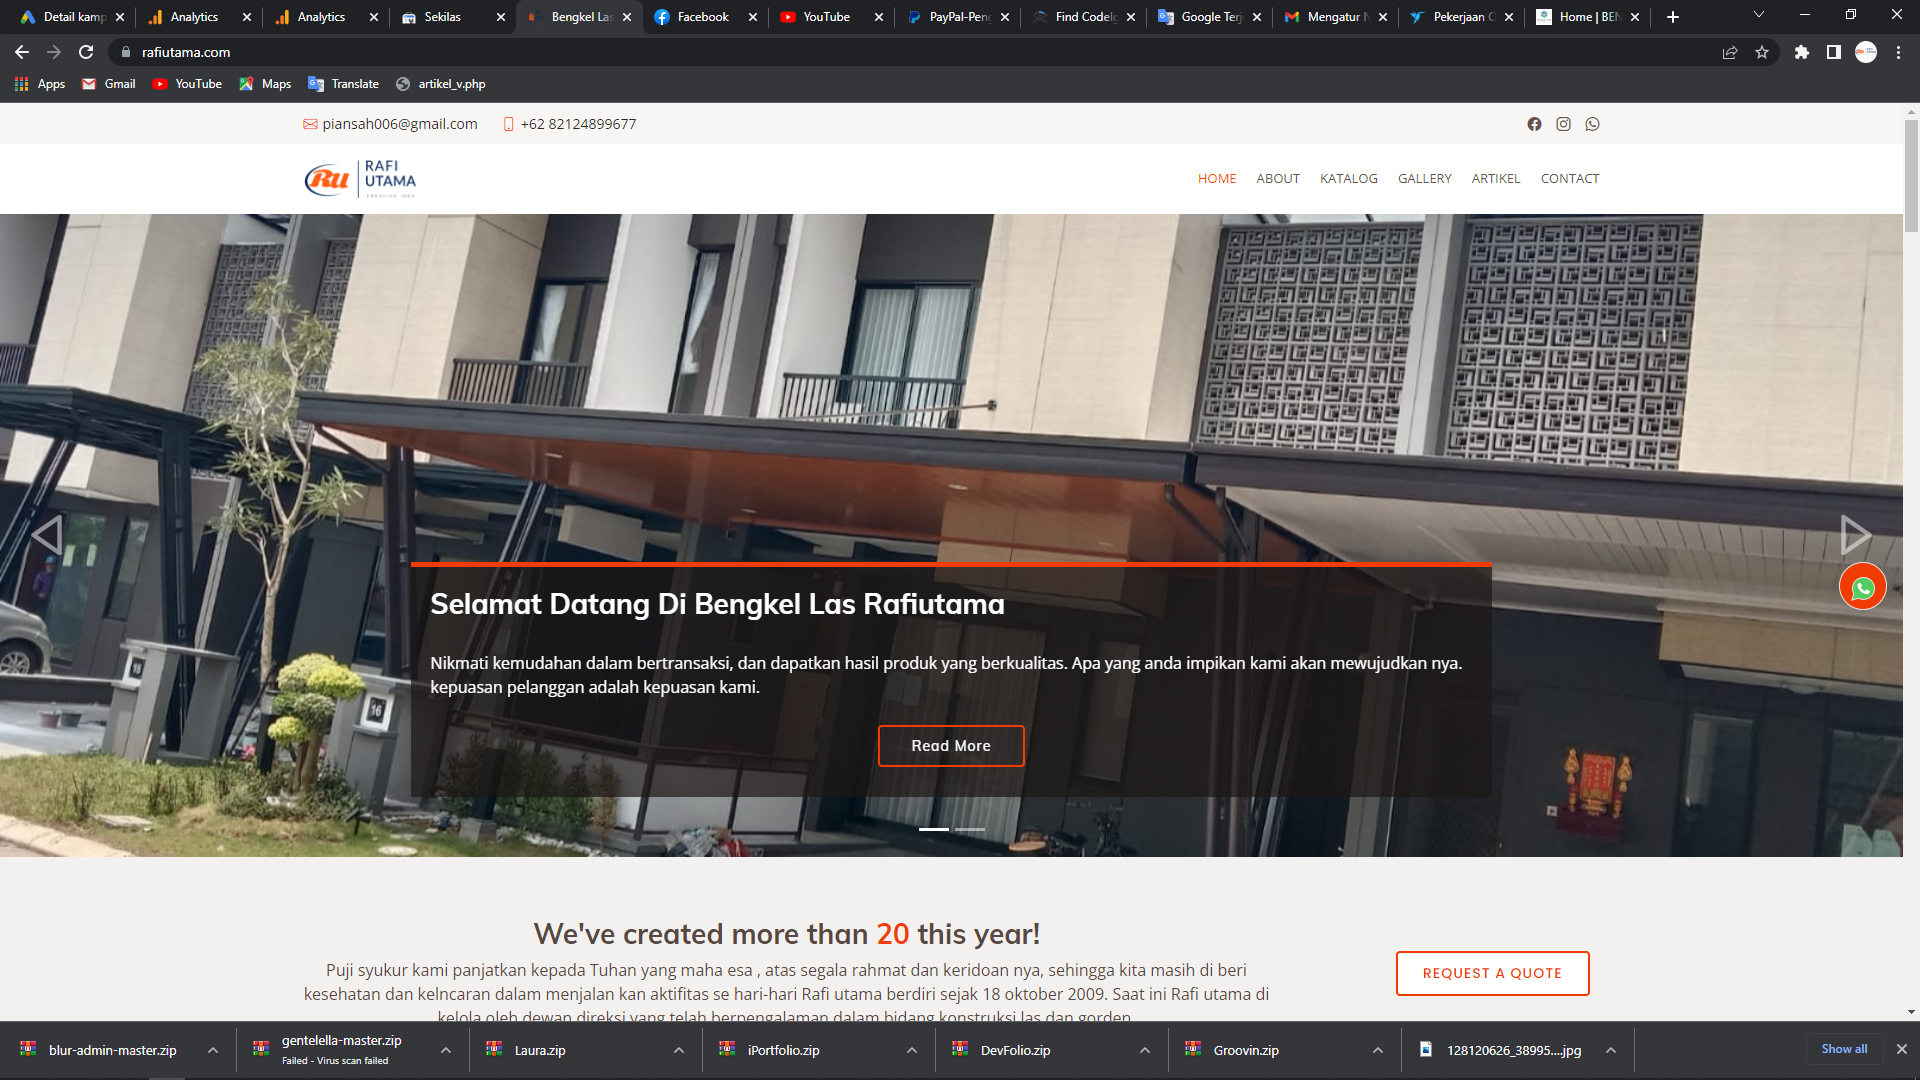 Detail kamp
Analytics
Analytics
Sekilas
Bengkel Las
Facebook
YouTube
PayPal-Peng
Find Codei
Google Terj
Mengatur
Pekerjaan
Home | BEN
rafiutama.com
Apps
Gmail
YouTube
Maps
Translate
artikel_v.php
piansah006@gmail.com
+62 82124899677
Ru RAFI
UTAMA
HOME
ABOUT
KATALOG
GALLERY
ARTIKEL
CONTACT
15
16
Selamat Datang Di Bengkel Las Rafiutama
Nikmati kemudahan dalam bertransaksi, dan dapatkan hasil produk yang berkualitas. Apa yang anda impikan kami akan mewujudkan nya.
kepuasan pelanggan adalah kepuasan kami.
Read More
We've created more than 20 this year!
Puji syukur kami panjatkan kepada Tuhan yang maha esa , atas segala rahmat dan keridoan nya, sehingga kita masih di beri
kesehatan dan kelncaran dalam menjalan kan aktifitas se hari-hari Rafi utama berdiri sejak 18 oktober 2009. Saat ini Rafi utama di
kelola oleh dewan direksi yang telah berpengalaman dalam bidang konstruksi las dan gorden
REQUEST A QUOTE
blur-admin-master.zip
gentelella-master.zip
Failed - Virus scan failed
Laura.zip
iPortfolio.zip
DevFolio.zip
Groovin.zip
128120626_38995....jpg
Show all